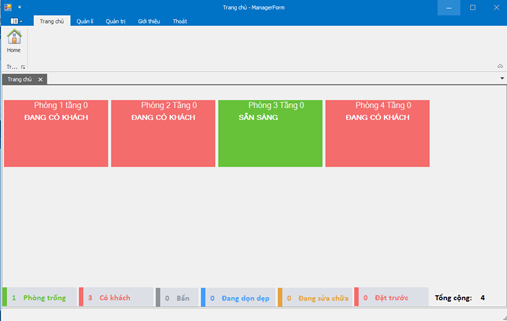 Trang chủ - ManagerForm
Trang chủ Quản lí Quản trị Giới thiệu Thoát
Home
Tr...
Trang chủ
Phòng 1 tầng 0 Phòng 2 Tầng 0 Phòng 3 Tầng 0 Phòng 4 Tầng 0
ĐANG CÓ KHÁCH ĐANG CÓ KHÁCH SẴN SÀNG ĐANG CÓ KHÁCH
1 Phòng trống 3 Có khách 0 Bẩn 0 Đang dọn dẹp 0 Đang sửa chữa 0 Đặt trước Tổng cộng: 4